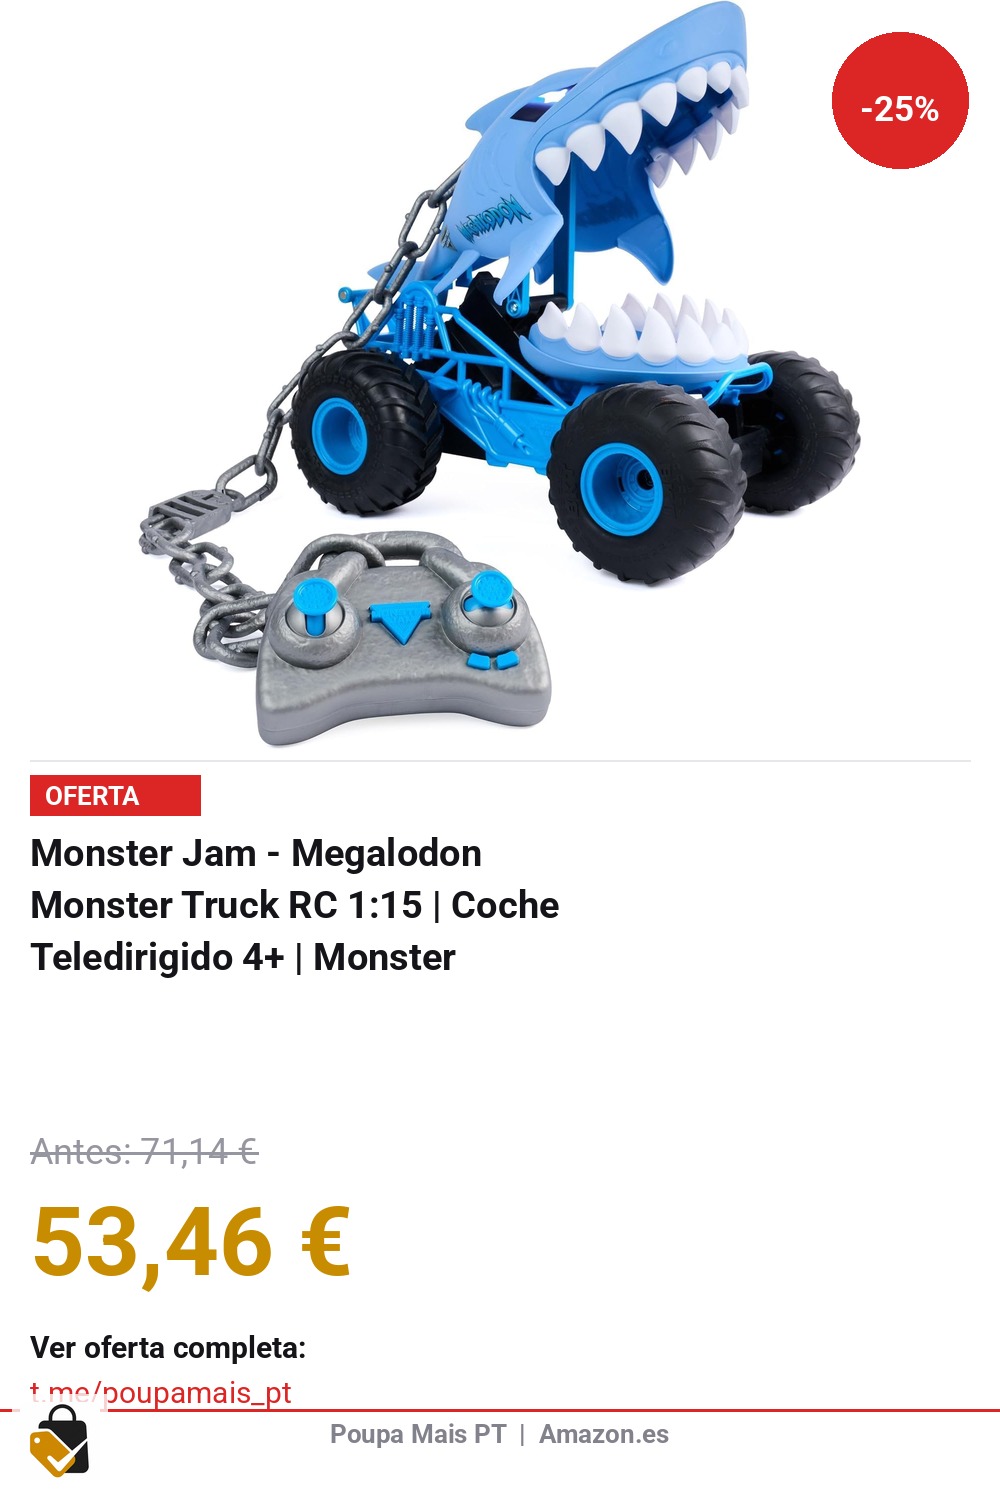 -25%
MEGALODON
OFERTA
Monster Jam - Megalodon
Monster Truck RC 1:15 | Coche
Teledirigido 4+ | Monster
Antes: 71,14 €
53,46 €
Ver oferta completa:
t.me/poupamais_pt
Poupa Mais PT | Amazon.es